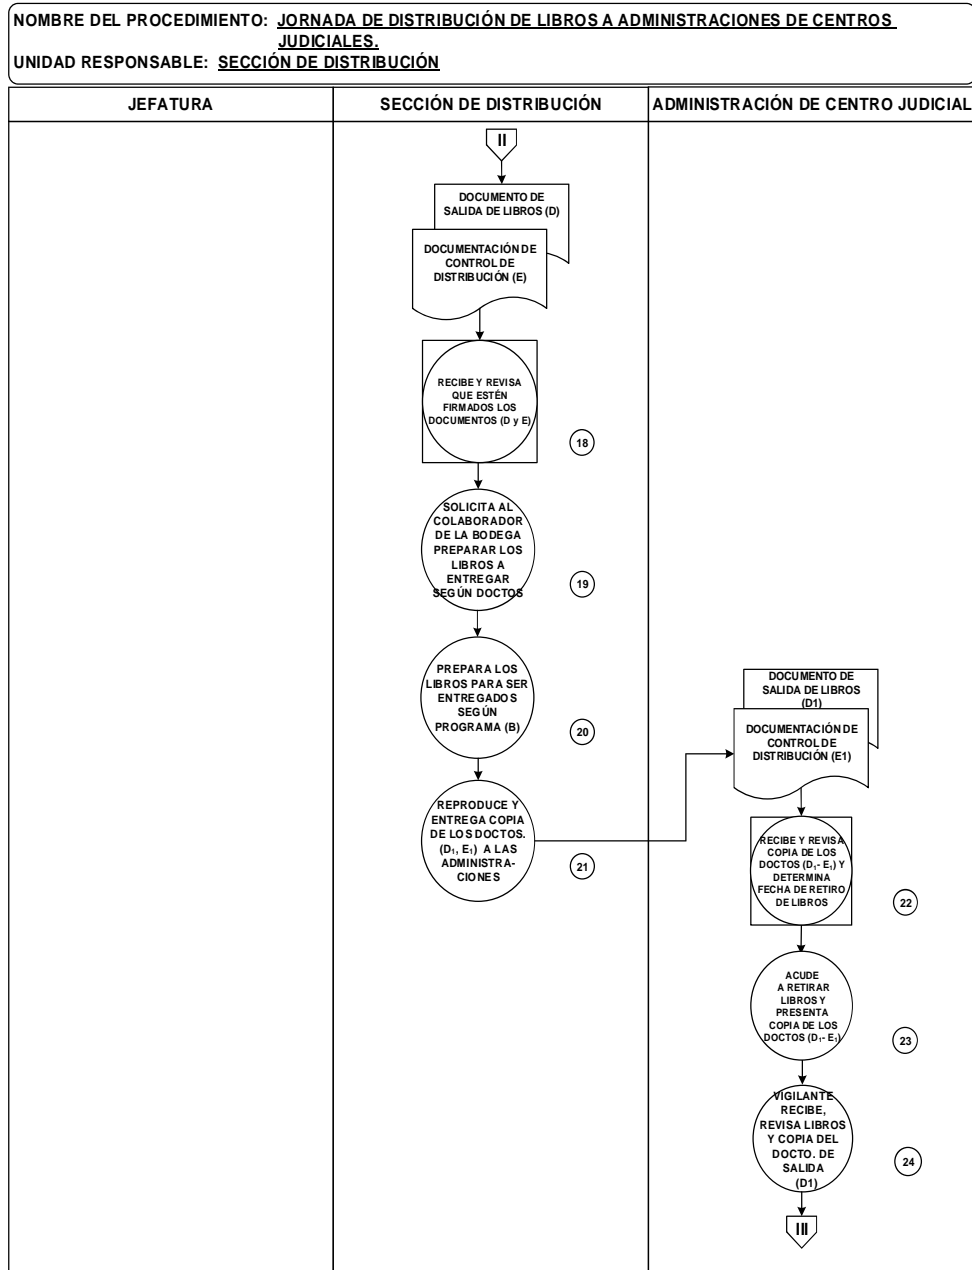 NOMBRE DEL PROCEDIMIENTO: JORNADA DE DISTRIBUCIÓN DE LIBROS A ADMINISTRACIONES DE CENTROS
JUDICIALES.
UNIDAD RESPONSABLE: SECCIÓN DE DISTRIBUCIÓN
JEFATURA
SECCIÓN DE DISTRIBUCIÓN
ADMINISTRACIÓN DE CENTRO JUDICIAL
II
DOCUMENTO DE
SALIDA DE LIBROS (D)
DOCUMENTACIÓN DE
CONTROL DE
DISTRIBUCIÓN (E)
RECIBE Y REVISA
QUE ESTÉN
FIRMADOS LOS
DOCUMENTOS (D y E)
18
SOLICITA AL
COLABORADOR
DE LA BODEGA
PREPARAR LOS
LIBROS A
ENTREGAR
SEGÚN DOCTOS
19
PREPARA LOS
LIBROS PARA SER
ENTREGADOS
SEGÚN
PROGRAMA (B)
20
REPRODUCE Y
ENTREGA COPIA
DE LOS DOCTOS.
(D₁, E₁) A LAS
ADMINISTRA-
CIONES
21
DOCUMENTO DE
SALIDA DE LIBROS
(D1)
DOCUMENTACIÓN DE
CONTROL DE
DISTRIBUCIÓN (E1)
RECIBE Y REVISA
COPIA DE LOS
DOCTOS (D₁- E₁) Y
DETERMINA
FECHA DE RETIRO
DE LIBROS
22
ACUDE
A RETIRAR
LIBROS Y
PRESENTA
COPIA DE LOS
DOCTOS (D₁- E₁)
23
VIGILANTE
RECIBE,
REVISA LIBROS
Y COPIA DEL
DOCTO. DE
SALIDA
(D1)
24
III